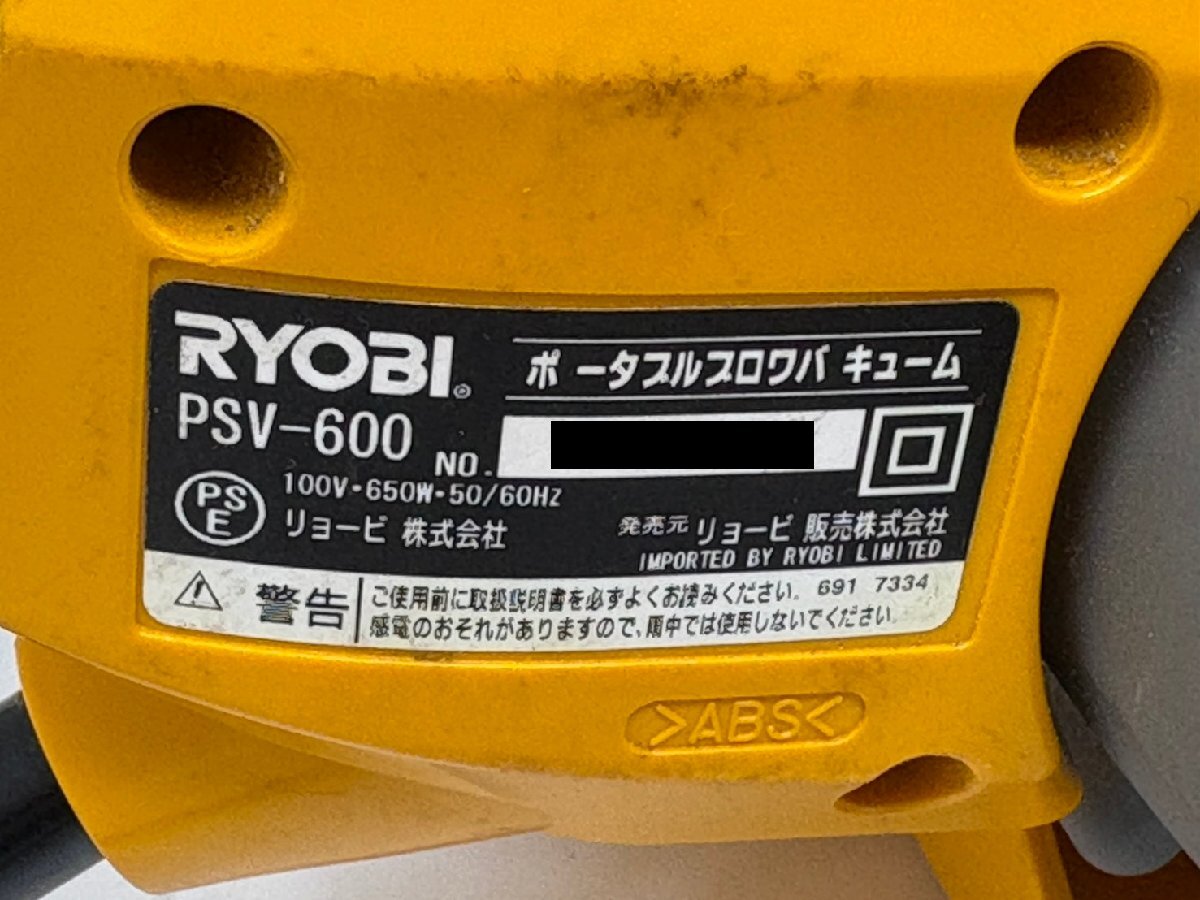 RYOBI®
ポータブルブロワバキューム
PSV-600
NO.
PSE
100V・650W・50/60Hz
リョービ 株式会社
発売元 リョービ 販売株式会社
IMPORTED BY RYOBI LIMITED
警告
ご使用前に取扱説明書を必ずよくお読みください。 691 7334
感電のおそれがありますので、雨中では使用しないでください。
>ABS<